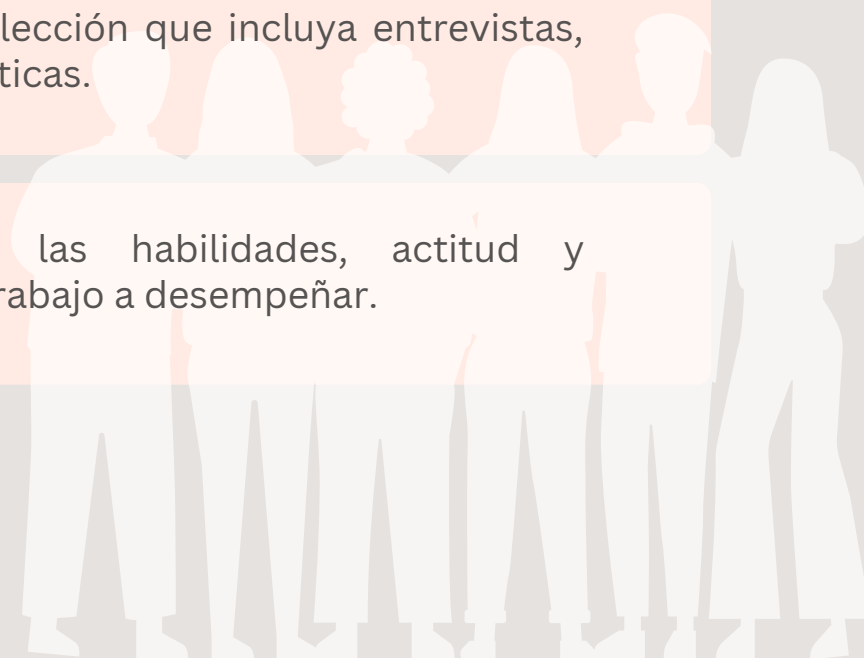 lección que incluya entrevistas,
ticas.
las habilidades, actitud y
rabajo a desempeñar.